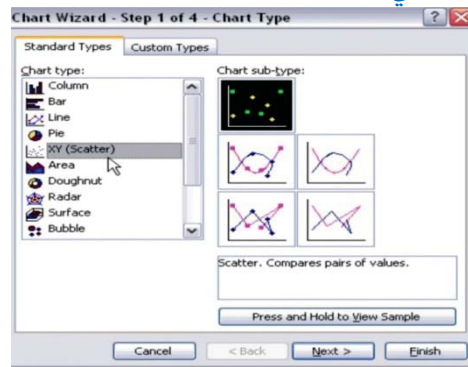 Chart Wizard - Step 1 of 4 - Chart Type
Standard Types
Custom Types
Chart type:
Column
Bar
Line
Pie
XY (Scatter)
Area
Doughnut
Radar
Surface
Bubble
Chart sub-type:
Scatter. Compares pairs of values.
Press and Hold to View Sample
Cancel
< Back
Next >
Finish